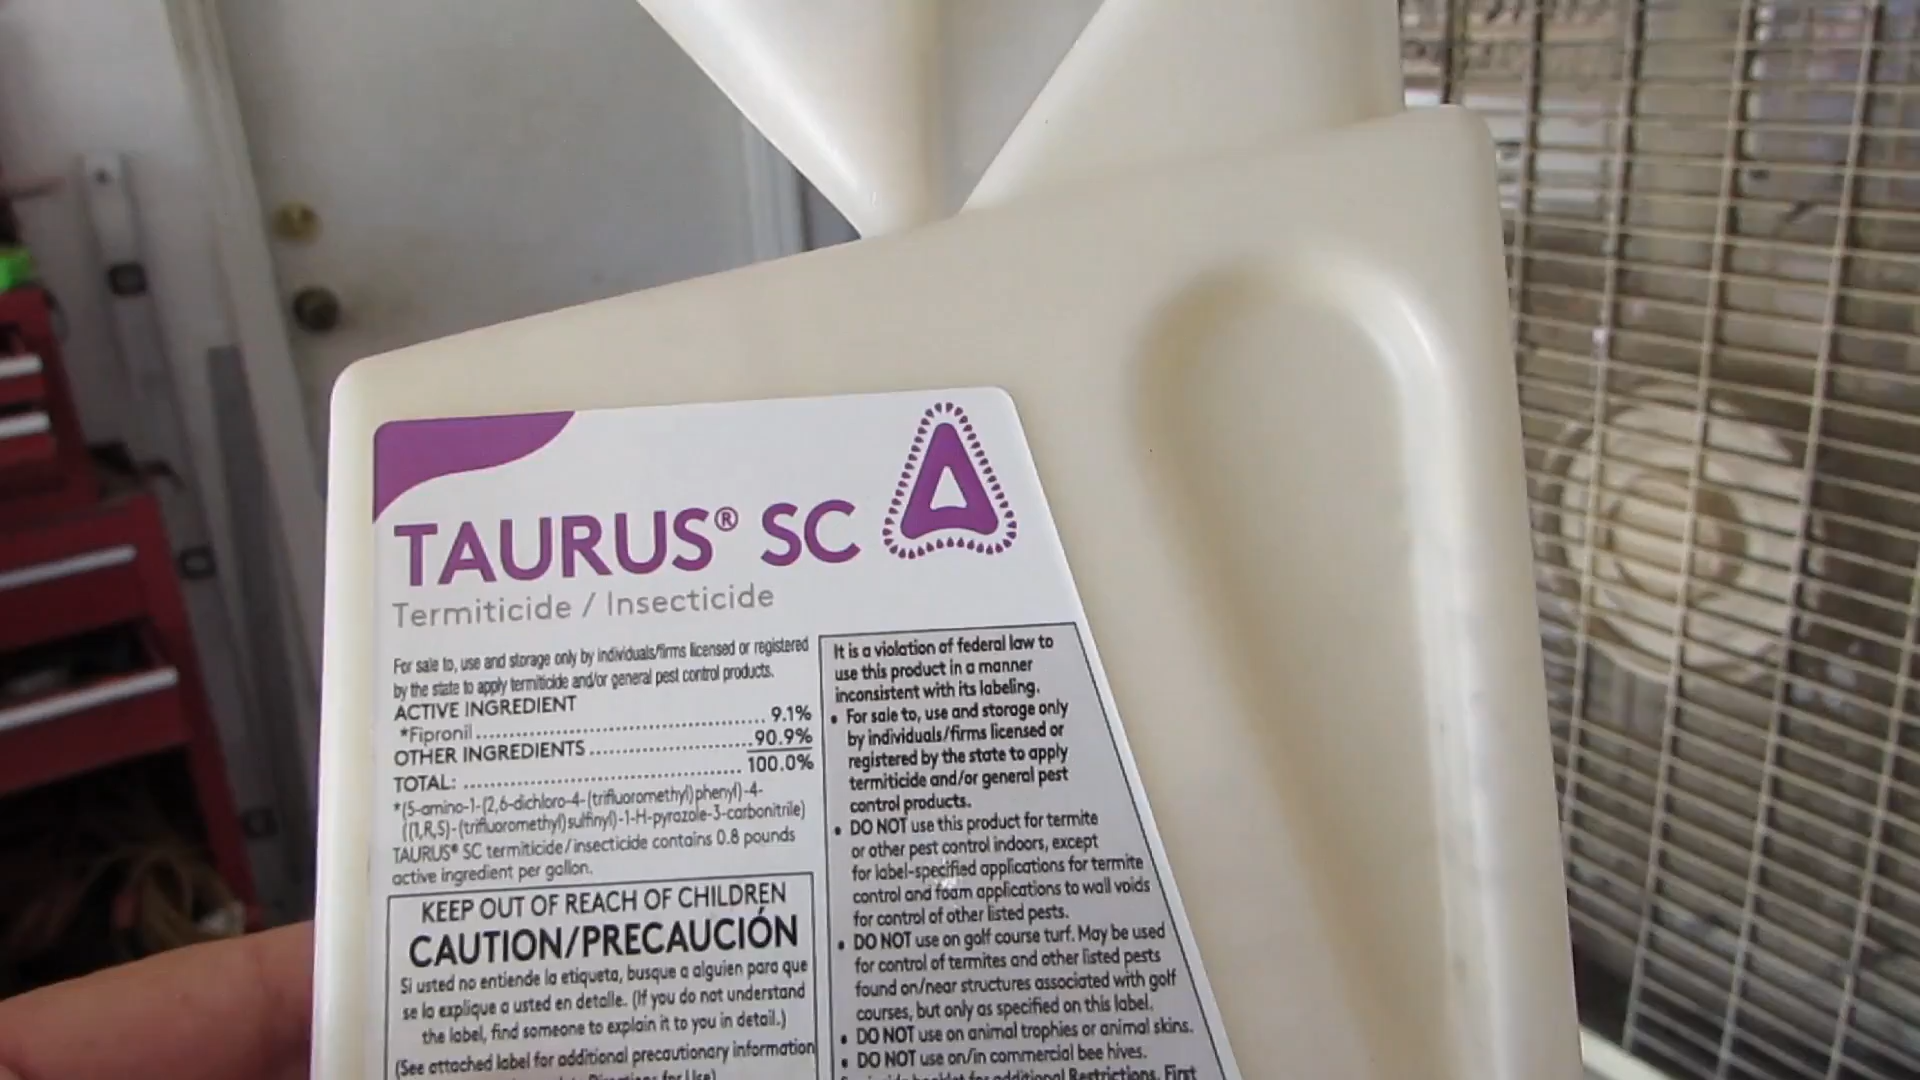 TAURUS® SC
Termiticide / Insecticide
For sale to, use and storage only by individuals/firms licensed or registered
by the state to apply termiticide and/or general pest control products.
ACTIVE INGREDIENT
*Fipronil ........................................ 9.1%
OTHER INGREDIENTS ...................... 90.9%
TOTAL: ...................................... 100.0%
*(5-amino-1-(2,6-dichloro-4-(trifluoromethyl)phenyl)-4-
((1,R,S)-(trifluoromethyl)sulfinyl)-1-H-pyrazole-3-carbonitrile)
TAURUS® SC termiticide/insecticide contains 0.8 pounds
active ingredient per gallon.
KEEP OUT OF REACH OF CHILDREN
CAUTION/PRECAUCIÓN
Si usted no entiende la etiqueta, busque a alguien para que
se la explique a usted en detalle. (If you do not understand
the label, find someone to explain it to you in detail.)
(See attached label for additional precautionary information
Directions for Use)
It is a violation of federal law to
use this product in a manner
inconsistent with its labeling.
• For sale to, use and storage only
by individuals/firms licensed or
registered by the state to apply
termiticide and/or general pest
control products.
• DO NOT use this product for termite
or other pest control indoors, except
for label-specified applications for termite
control and foam applications to wall voids
for control of other listed pests.
• DO NOT use on golf course turf. May be used
for control of termites and other listed pests
found on/near structures associated with golf
courses, but only as specified on this label.
• DO NOT use on animal trophies or animal skins.
• DO NOT use on/in commercial bee hives.
booklet for additional Restrictions. First